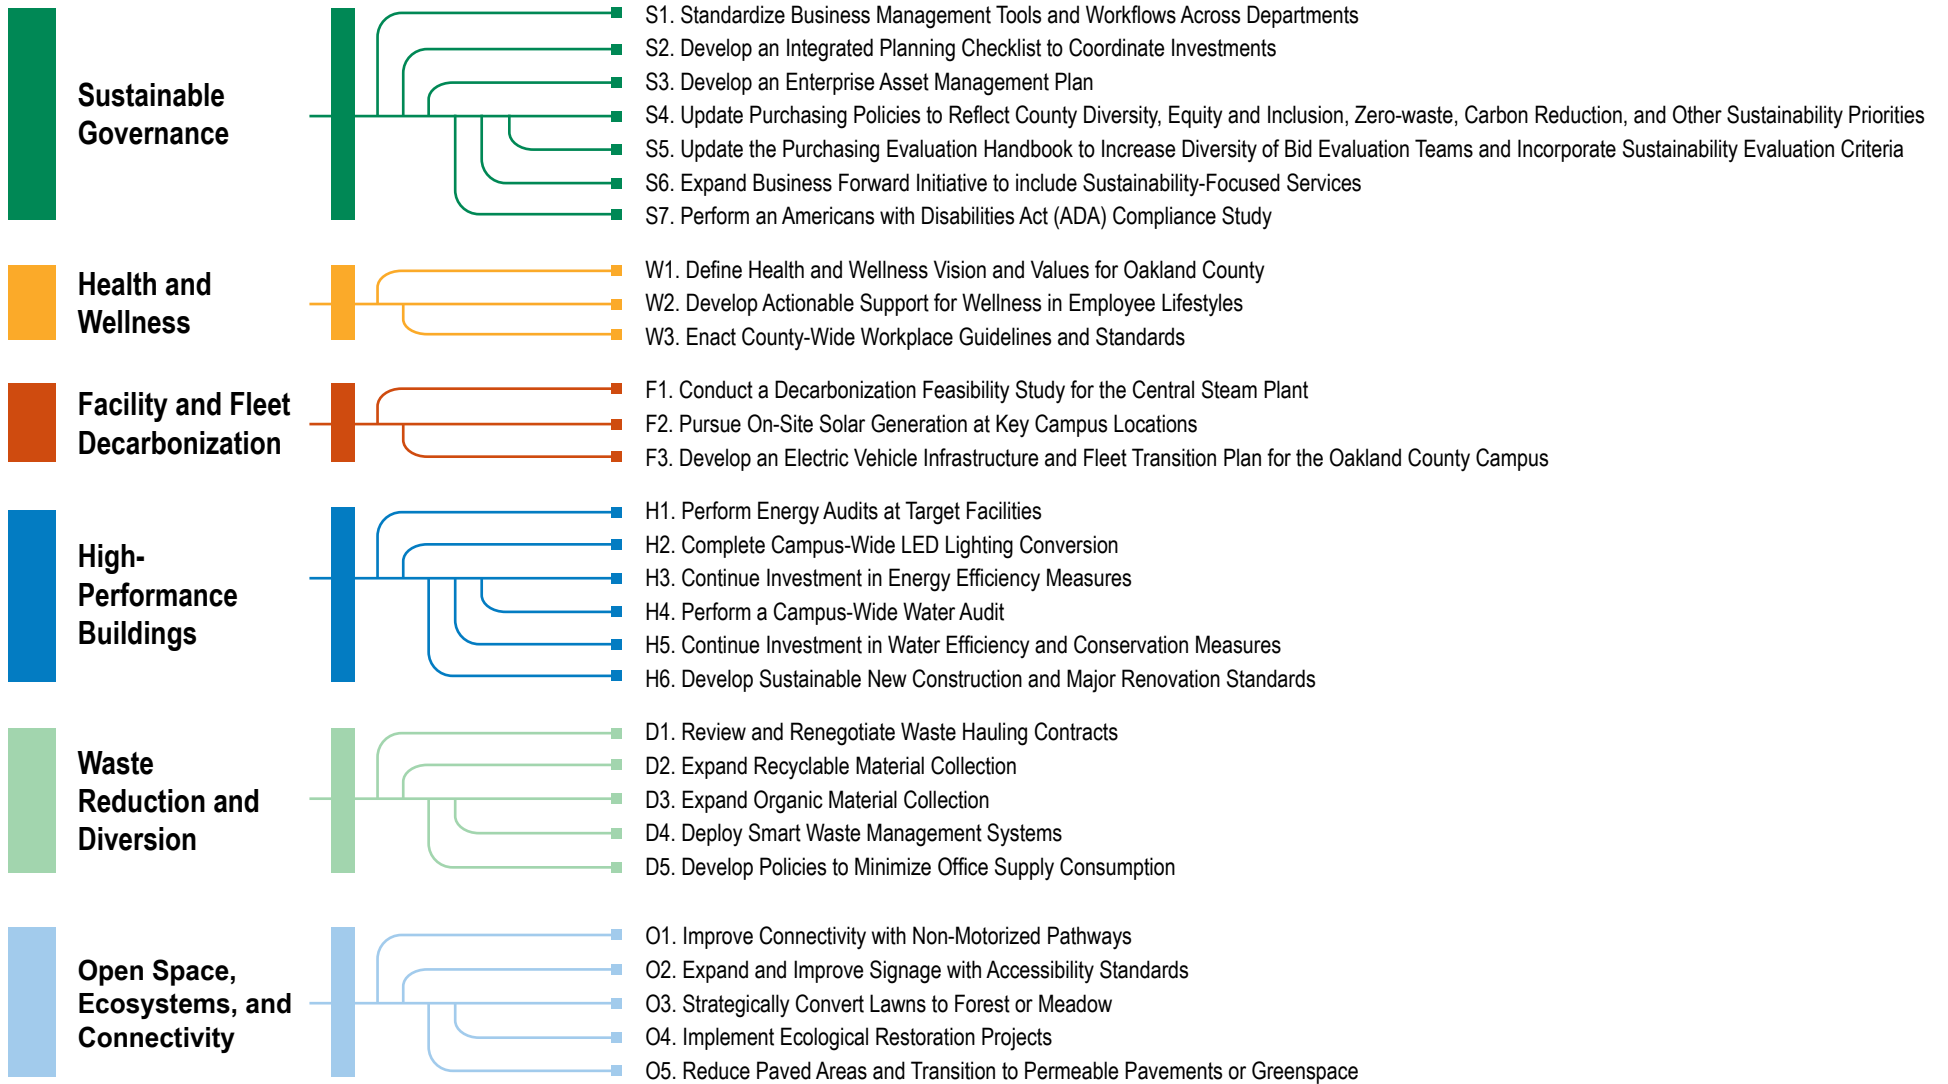 Sustainable
Governance
S1. Standardize Business Management Tools and Workflows Across Departments
S2. Develop an Integrated Planning Checklist to Coordinate Investments
S3. Develop an Enterprise Asset Management Plan
S4. Update Purchasing Policies to Reflect County Diversity, Equity and Inclusion, Zero-waste, Carbon Reduction, and Other Sustainability Priorities
S5. Update the Purchasing Evaluation Handbook to Increase Diversity of Bid Evaluation Teams and Incorporate Sustainability Evaluation Criteria
S6. Expand Business Forward Initiative to include Sustainability-Focused Services
S7. Perform an Americans with Disabilities Act (ADA) Compliance Study
Health and
Wellness
W1. Define Health and Wellness Vision and Values for Oakland County
W2. Develop Actionable Support for Wellness in Employee Lifestyles
W3. Enact County-Wide Workplace Guidelines and Standards
Facility and Fleet
Decarbonization
F1. Conduct a Decarbonization Feasibility Study for the Central Steam Plant
F2. Pursue On-Site Solar Generation at Key Campus Locations
F3. Develop an Electric Vehicle Infrastructure and Fleet Transition Plan for the Oakland County Campus
High-
Performance
Buildings
H1. Perform Energy Audits at Target Facilities
H2. Complete Campus-Wide LED Lighting Conversion
H3. Continue Investment in Energy Efficiency Measures
H4. Perform a Campus-Wide Water Audit
H5. Continue Investment in Water Efficiency and Conservation Measures
H6. Develop Sustainable New Construction and Major Renovation Standards
Waste
Reduction and
Diversion
D1. Review and Renegotiate Waste Hauling Contracts
D2. Expand Recyclable Material Collection
D3. Expand Organic Material Collection
D4. Deploy Smart Waste Management Systems
D5. Develop Policies to Minimize Office Supply Consumption
Open Space,
Ecosystems, and
Connectivity
O1. Improve Connectivity with Non-Motorized Pathways
O2. Expand and Improve Signage with Accessibility Standards
O3. Strategically Convert Lawns to Forest or Meadow
O4. Implement Ecological Restoration Projects
O5. Reduce Paved Areas and Transition to Permeable Pavements or Greenspace